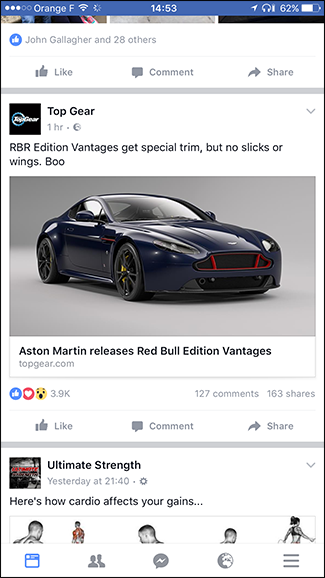 Orange F 14:53 62%
John Gallagher and 28 others
Like Comment Share
TopGear
Top Gear
1 hr
RBR Edition Vantages get special trim, but no slicks or
wings. Boo
Aston Martin releases Red Bull Edition Vantages
topgear.com
3.9K 127 comments 163 shares
Like Comment Share
Ultimate Strength
Yesterday at 21:40
Here's how cardio affects your gains...